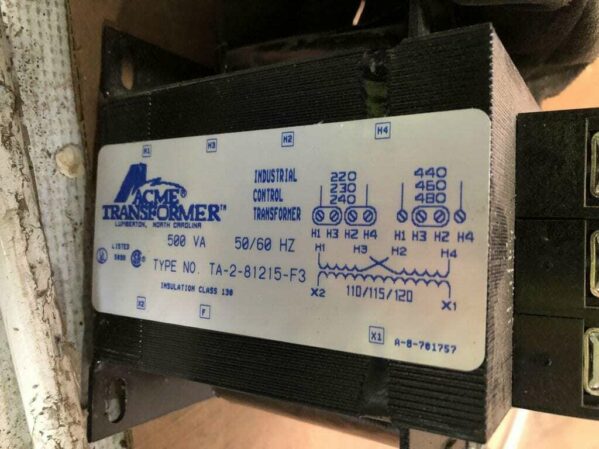 H1 H3 H2 H4
ACME®
TRANSFORMER™
LUMBERTON, NORTH CAROLINA
INDUSTRIAL
CONTROL
TRANSFORMER
500 VA 50/60 HZ
LISTED
TYPE NO. TA-2-81215-F3
INSULATION CLASS 130
220
230
240
440
460
480
H1 H3 H2 H4
H1 H3 H2 H4
H1 H3 H2 H4
X2 X1
110/115/120
X2 F X1
A-8-701757